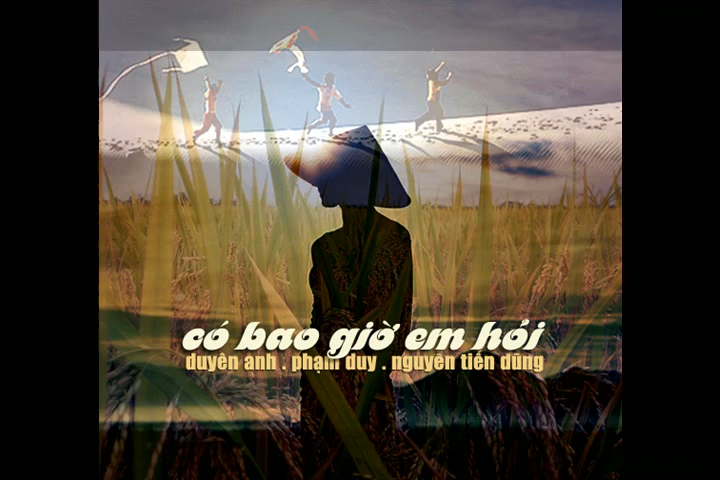 có bao giờ em hỏi
duyên anh . phạm duy . nguyễn tiến dũng